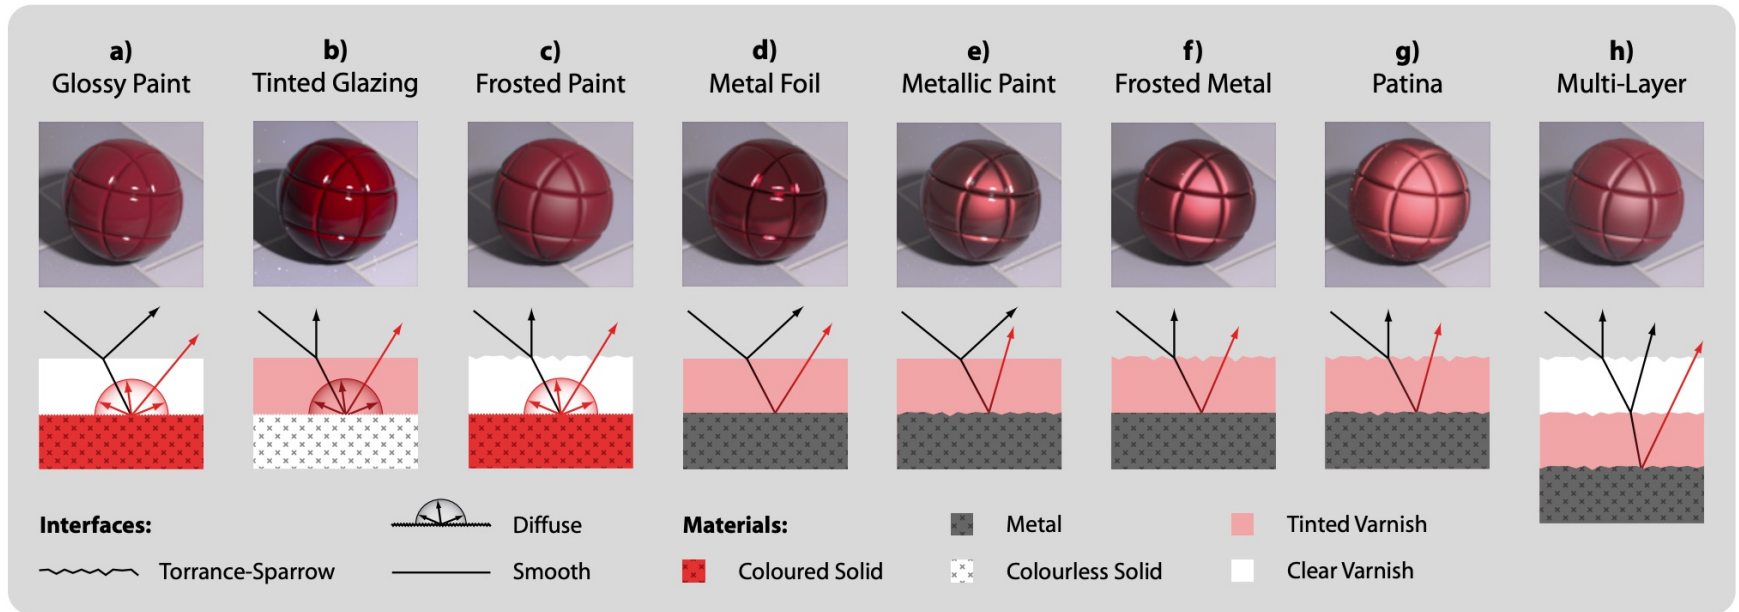 a)
Glossy Paint
b)
Tinted Glazing
c)
Frosted Paint
d)
Metal Foil
e)
Metallic Paint
f)
Frosted Metal
g)
Patina
h)
Multi-Layer
Interfaces:
Diffuse
Torrance-Sparrow
Smooth
Materials:
Metal
Tinted Varnish
Coloured Solid
Colourless Solid
Clear Varnish